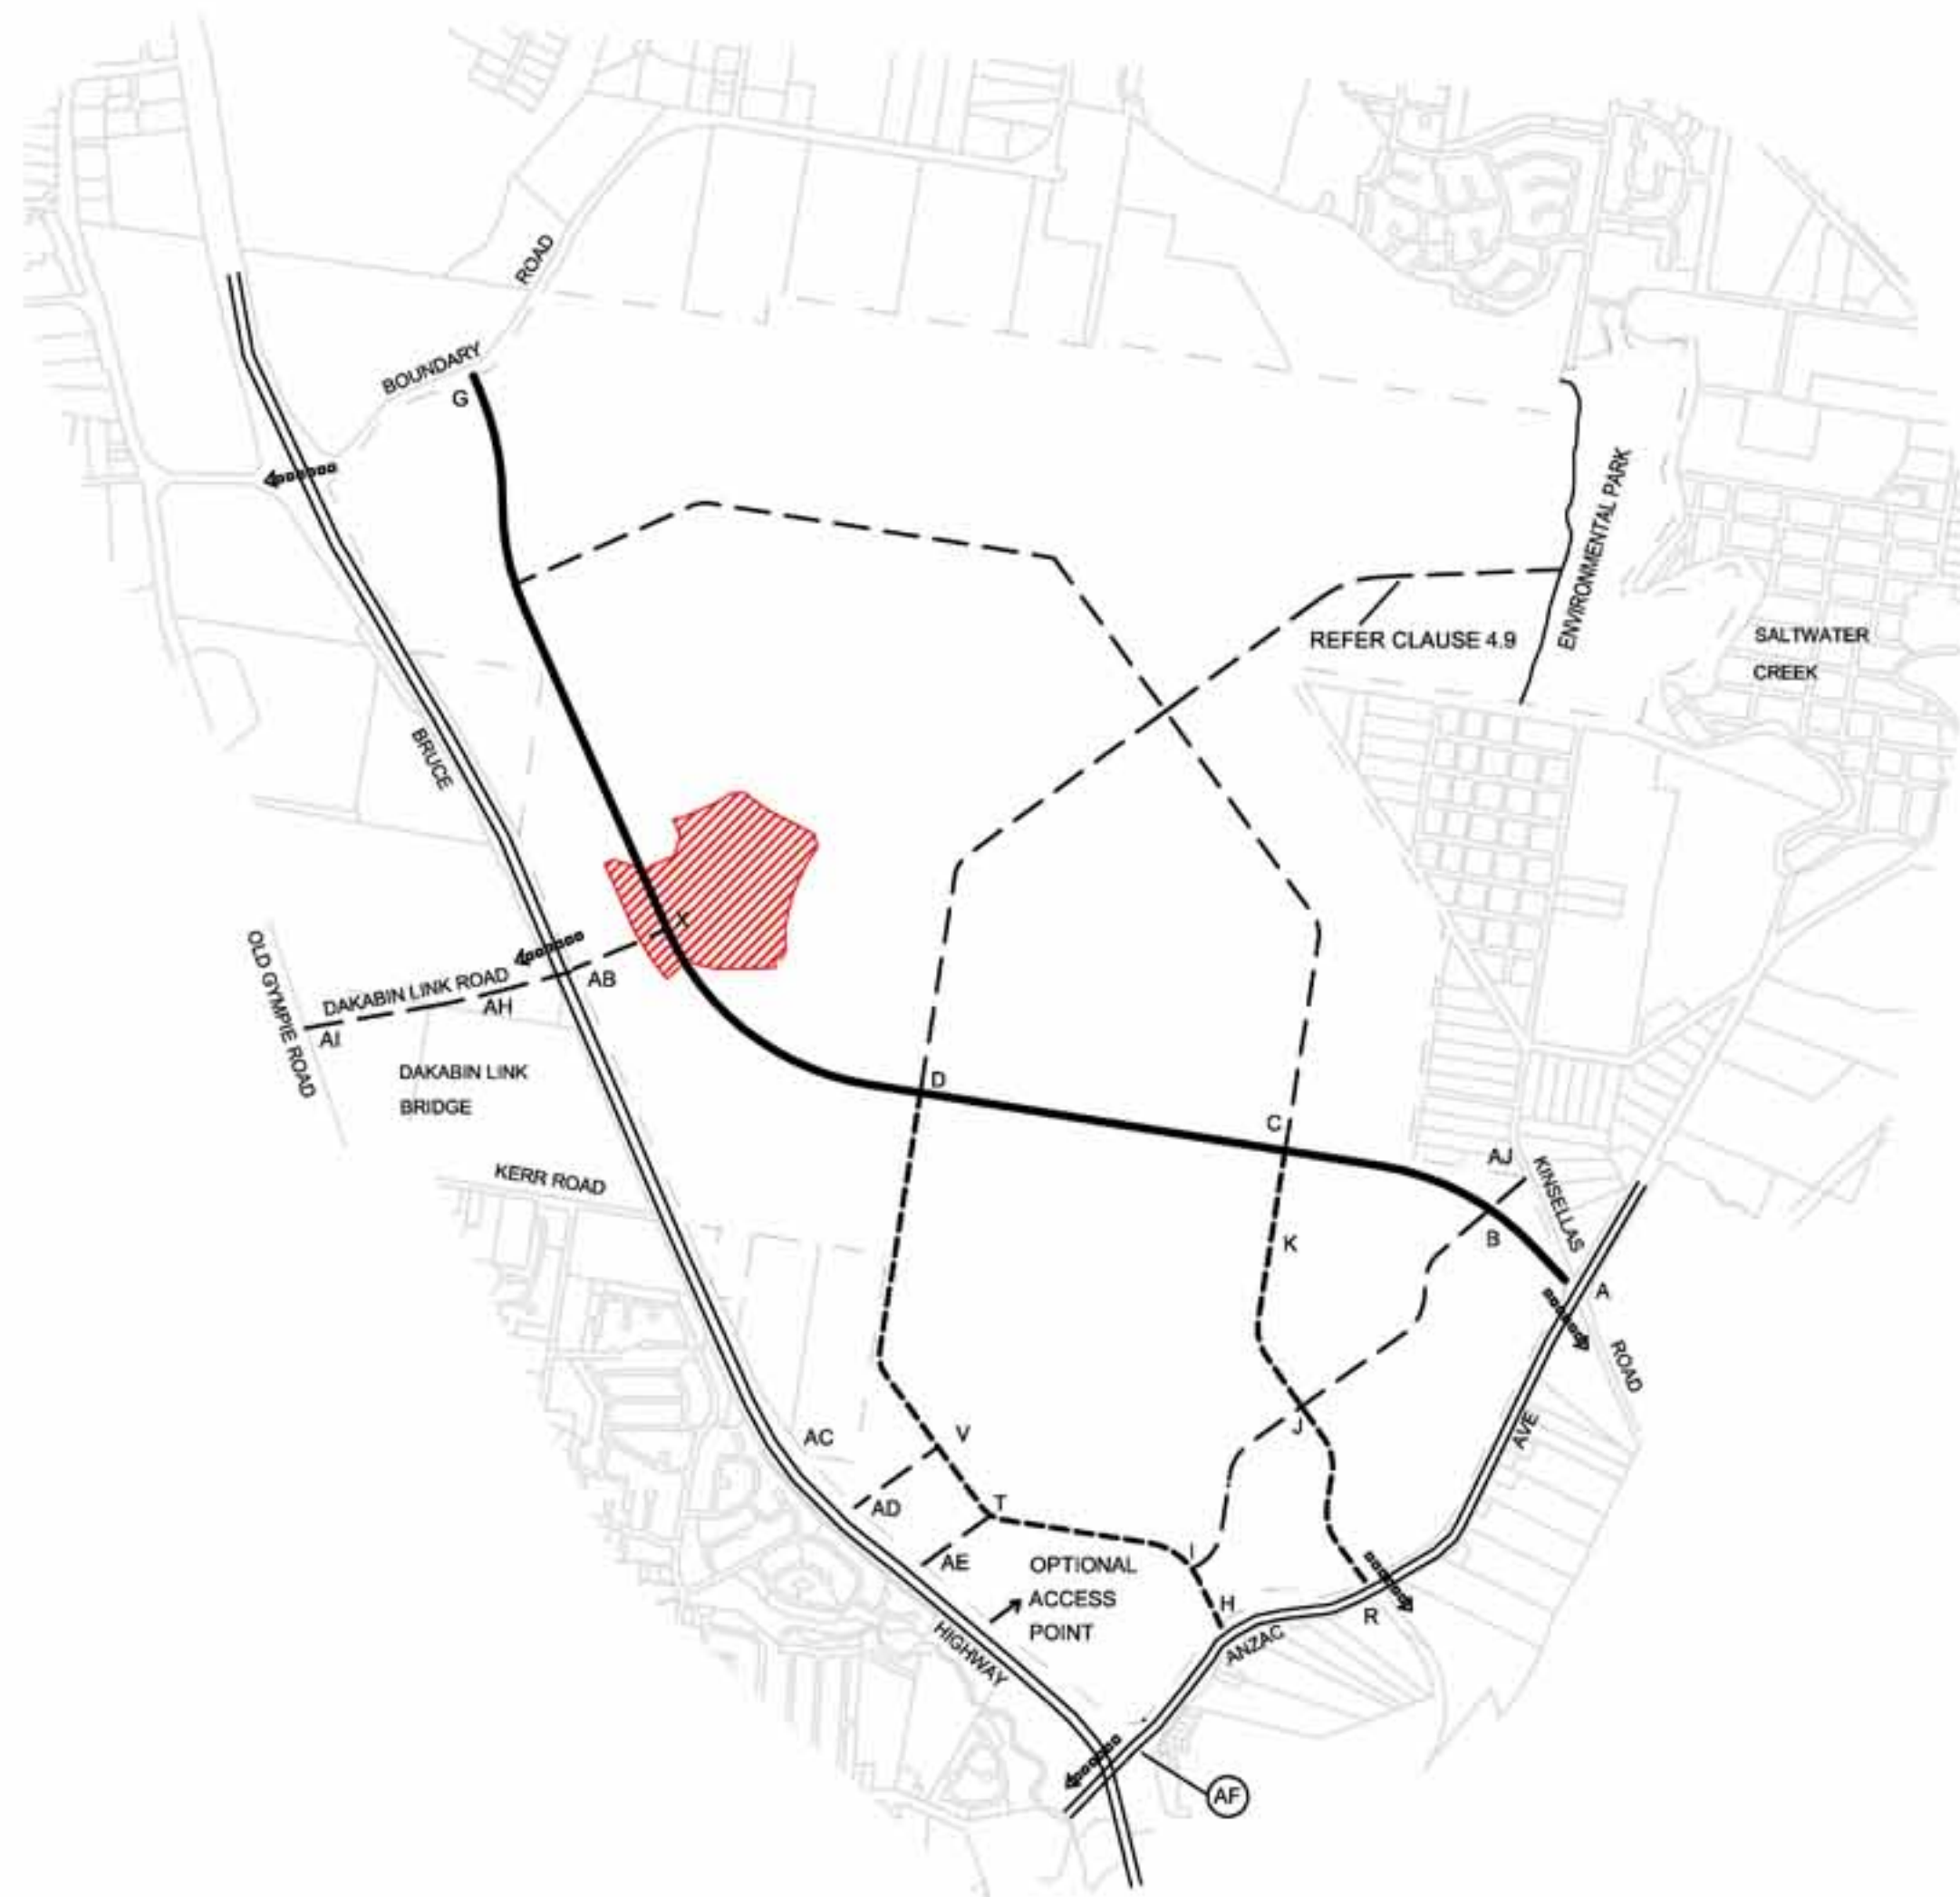 ROAD
BOUNDARY
G
ENVIRONMENTAL PARK
REFER CLAUSE 4.9
SALTWATER
CREEK
BRUCE
X
OLD GYMPIE ROAD
DAKABIN LINK ROAD
AB
AH
AI
DAKABIN LINK
BRIDGE
D
C
AJ
KINSELLAS
KERR ROAD
K
B
A
ROAD
AVE
J
AC
V
AD
T
AE
I
OPTIONAL
ACCESS
POINT
H
R
ANZAC
HIGHWAY
AF